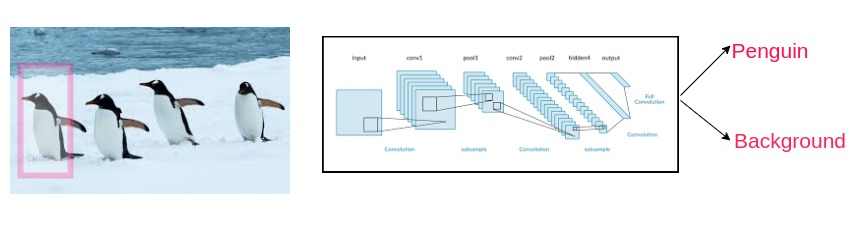 input conv1 pool1 conv2 pool2 hidden4 output
Penguin
Full
Convolution
Convolution
Convolution subsample Convolution subsample
Background